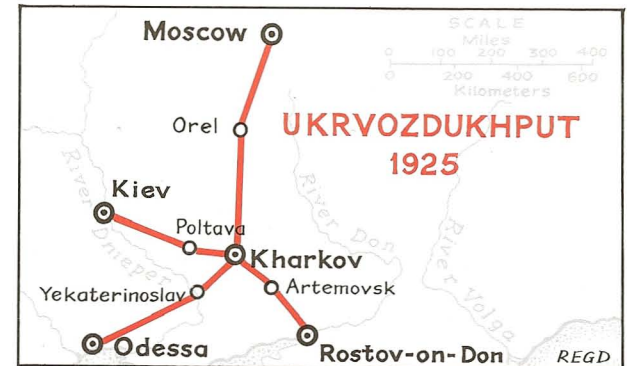 Moscow
SCALE
Miles
0 100 200 300 400
0 200 400 600
Kilometers
Orel
UKRVOZDUKHPUT
1925
River Dnieper
Kiev
River Don
Poltava
Kharkov
River Volga
Yekaterinoslav
Artemovsk
Odessa
Rostov-on-Don
REGD